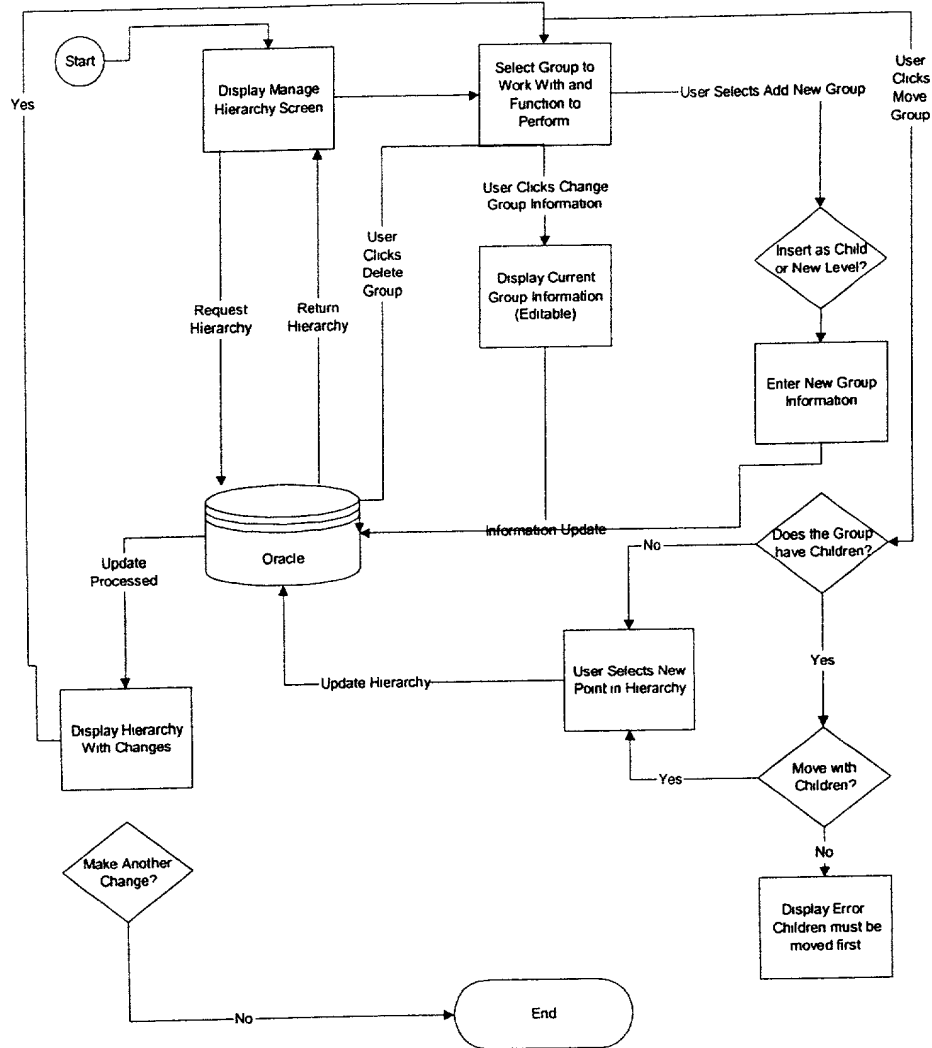 Start
Yes
Display Manage
Hierarchy Screen
Select Group to
Work With and
Function to
Perform
User Selects Add New Group
User
Clicks
Move
Group
User Clicks Change
Group Information
User
Clicks
Delete
Group
Insert as Child
or New Level?
Display Current
Group Information
(Editable)
Request
Hierarchy
Return
Hierarchy
Enter New Group
Information
Information Update
Oracle
Does the Group
have Children?
No
Update
Processed
Yes
User Selects New
Point in Hierarchy
Update Hierarchy
Display Hierarchy
With Changes
Move with
Children?
Yes
No
Make Another
Change?
Display Error
Children must be
moved first
No
End